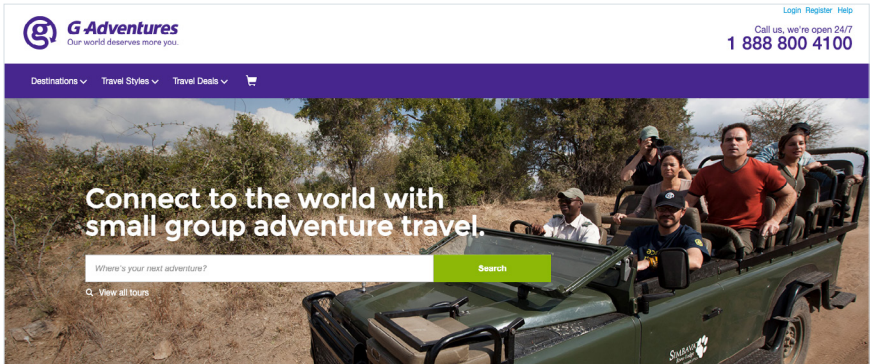 Login Register Help
G Adventures
Our world deserves more you.
Call us, we're open 24/7
1 888 800 4100
Destinations
Travel Styles
Travel Deals
Connect to the world with
small group adventure travel.
Where's your next adventure?
Search
View all tours
SIMBAVATI